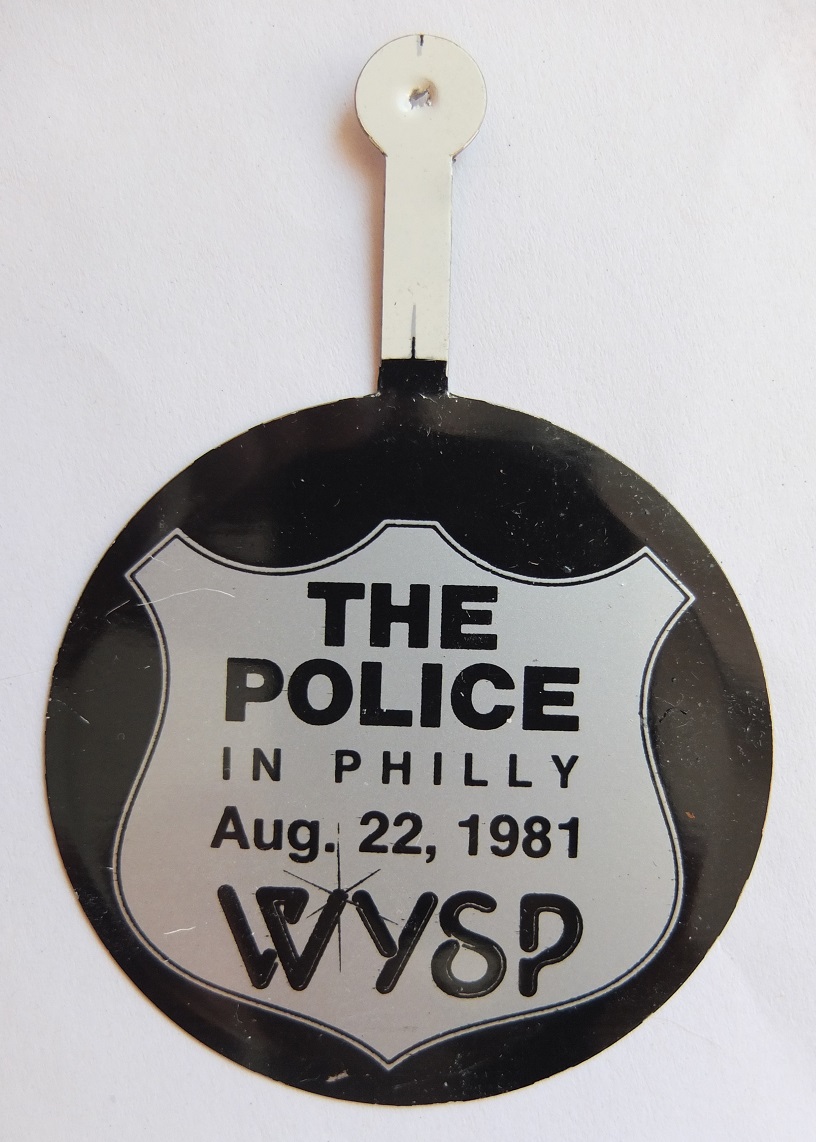 THE
POLICE
IN PHILLY
Aug. 22, 1981
WYSP